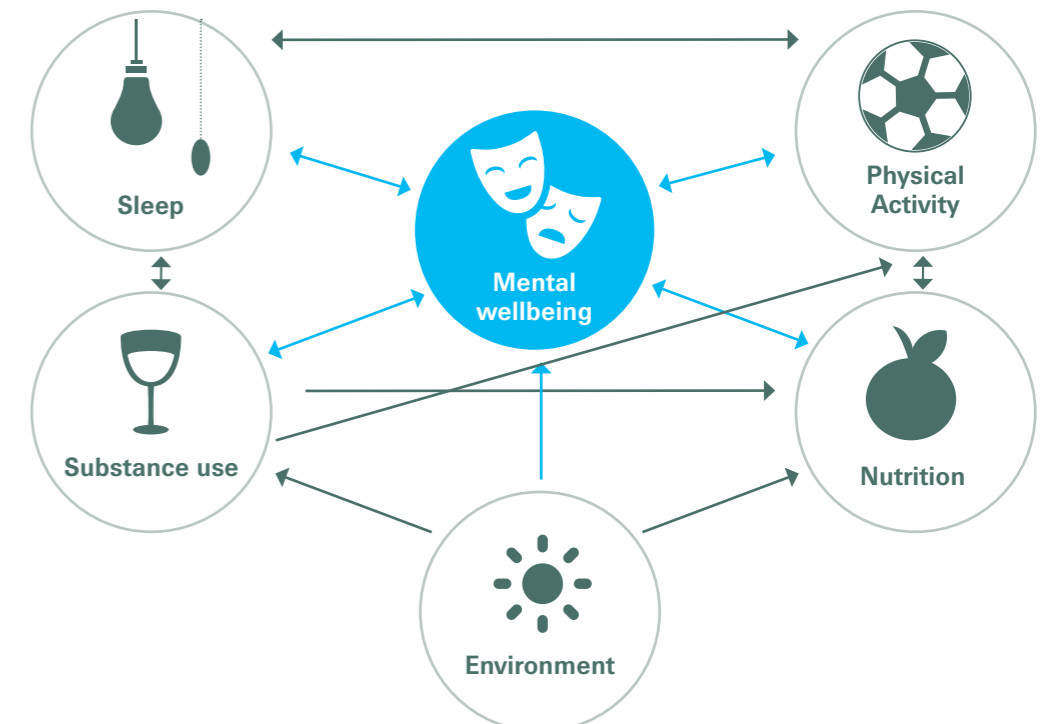 Sleep
Physical
Activity
Mental
wellbeing
Substance use
Nutrition
Environment